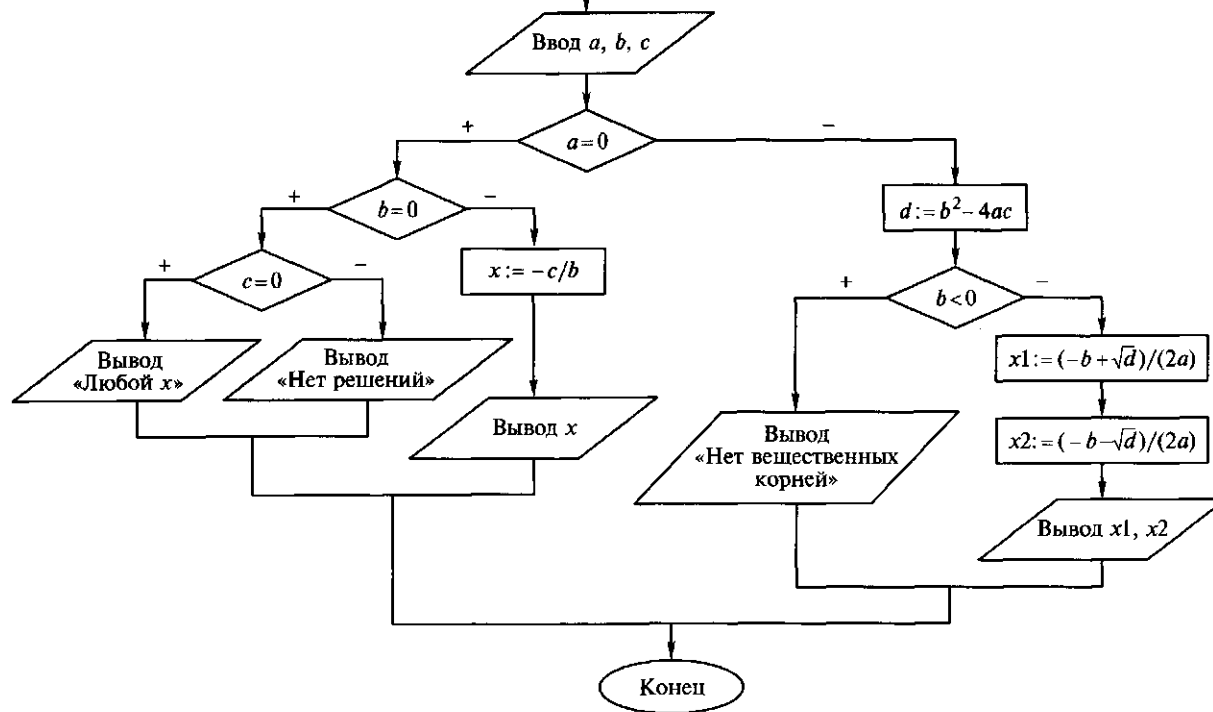 Ввод a, b, c
+
a=0
−
+
b=0
−
d:=b²−4ac
+
c=0
−
x:=−c/b
+
b<0
−
Вывод
«Любой x»
Вывод
«Нет решений»
x1:=(−b+√d)/(2a)
Вывод x
Вывод
«Нет вещественных
корней»
x2:=(−b−√d)/(2a)
Вывод x1, x2
Конец